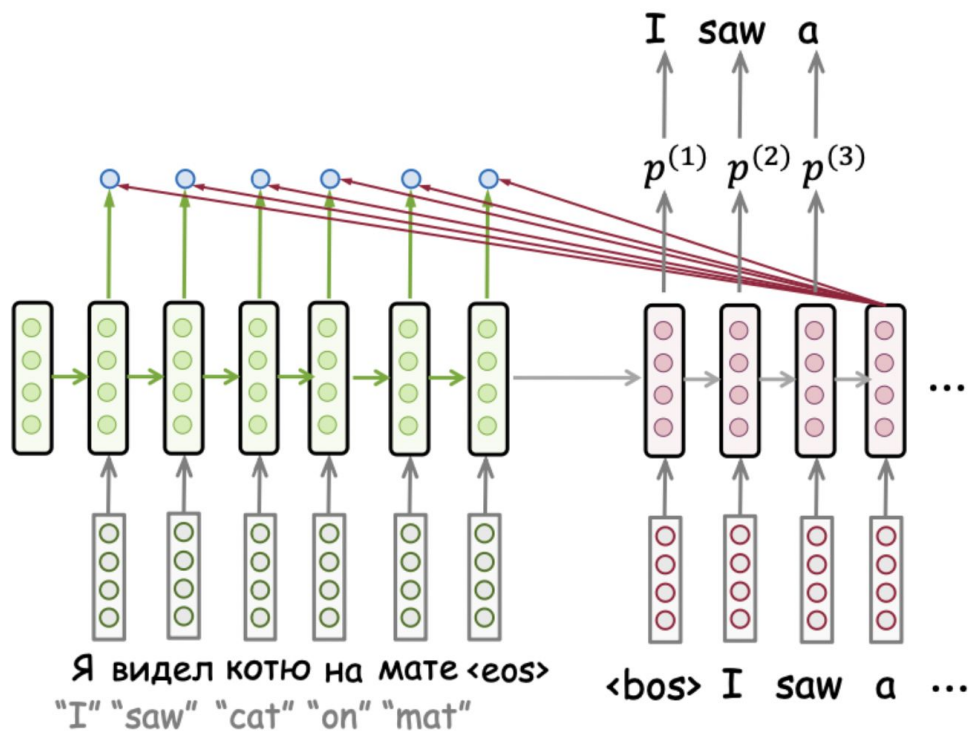 I saw a
p^(1) p^(2) p^(3)
...
Я видел котю на мате <eos>
"I" "saw" "cat" "on" "mat"
<bos> I saw a ...